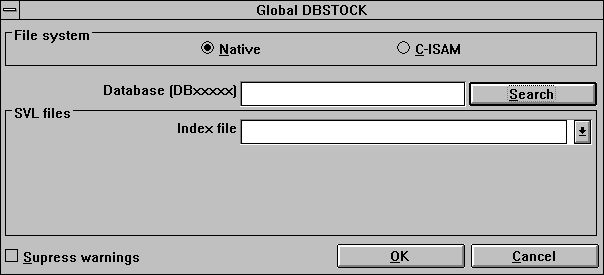 Global DBSTOCK
File system
Native C-ISAM
Database (DBxxxxx) Search
SVL files
Index file
Supress warnings OK Cancel